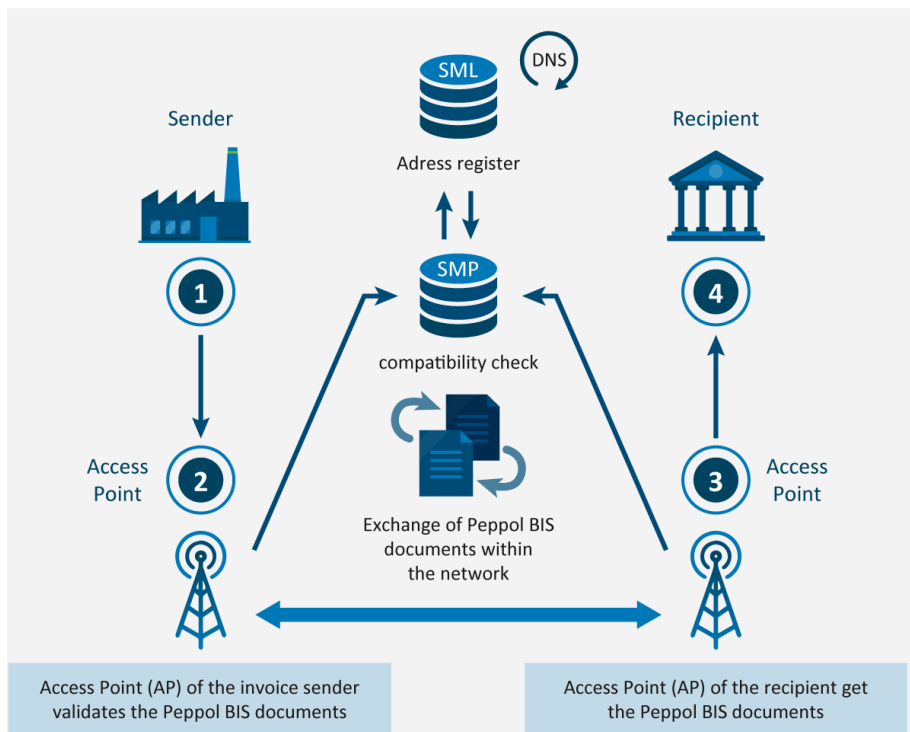 SML
DNS
Sender
Recipient
Adress register
SMP
1
4
compatibility check
Access
Point
2
3
Access
Point
Exchange of Peppol BIS
documents within
the network
Access Point (AP) of the invoice sender
validates the Peppol BIS documents
Access Point (AP) of the recipient get
the Peppol BIS documents